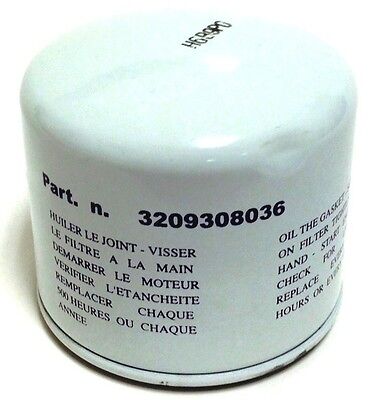 Part. n. 3209308036
HUILER LE JOINT - VISSER
LE FILTRE A LA MAIN
DEMARRER LE MOTEUR
VERIFIER L'ETANCHEITE
REMPLACER CHAQUE
500 HEURES OU CHAQUE
ANNEE
OIL THE GASKET
ON FILTER
HAND - START
CHECK FOR
REPLACE
HOURS OR